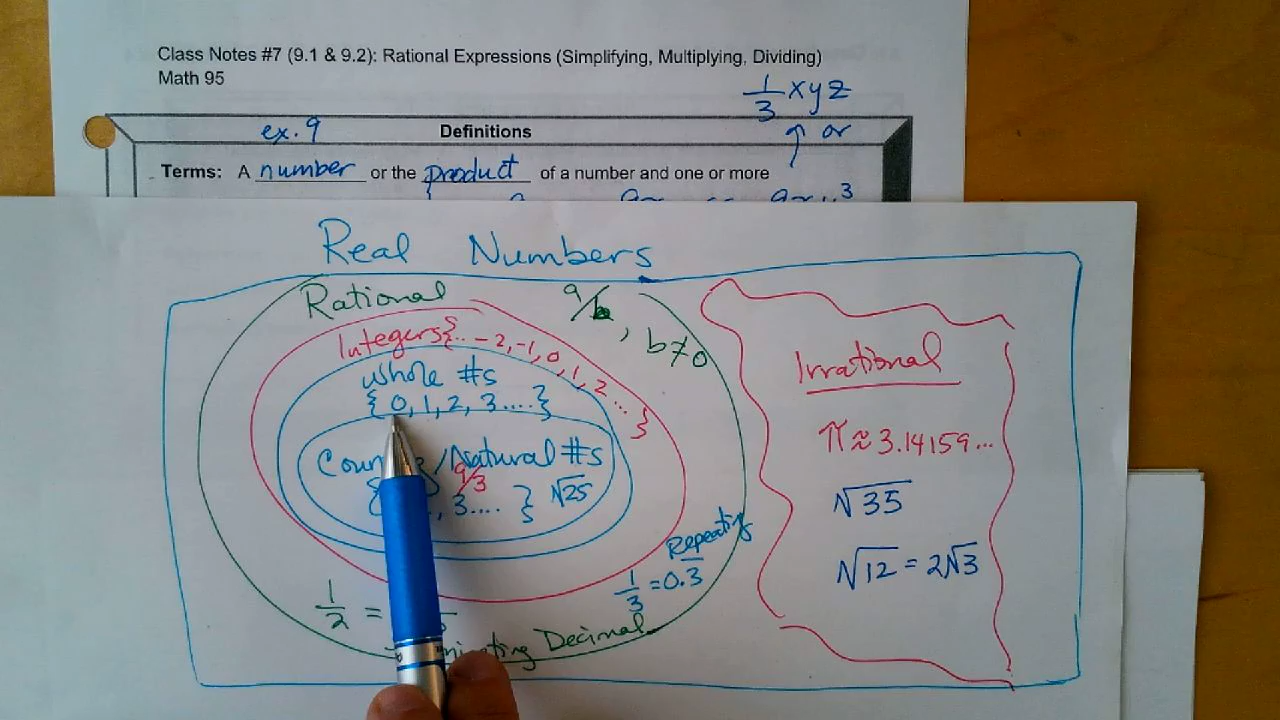 Class Notes #7 (9.1 & 9.2): Rational Expressions (Simplifying, Multiplying, Dividing)
Math 95
1/3 xyz
ex. 9 Definitions or
Terms: A number or the product of a number and one or more
Real Numbers
Rational a/b, b≠0
Integers {.. -2, -1, 0, 1, 2 ... }
Whole #s
{ 0, 1, 2, 3 .... }
/Natural #s
9/3
, 3.... } √25
Repeating
1/3 = 0.3̅
1/2 =
Decimal
Irrational
π ≈ 3.14159...
√35
√12 = 2√3